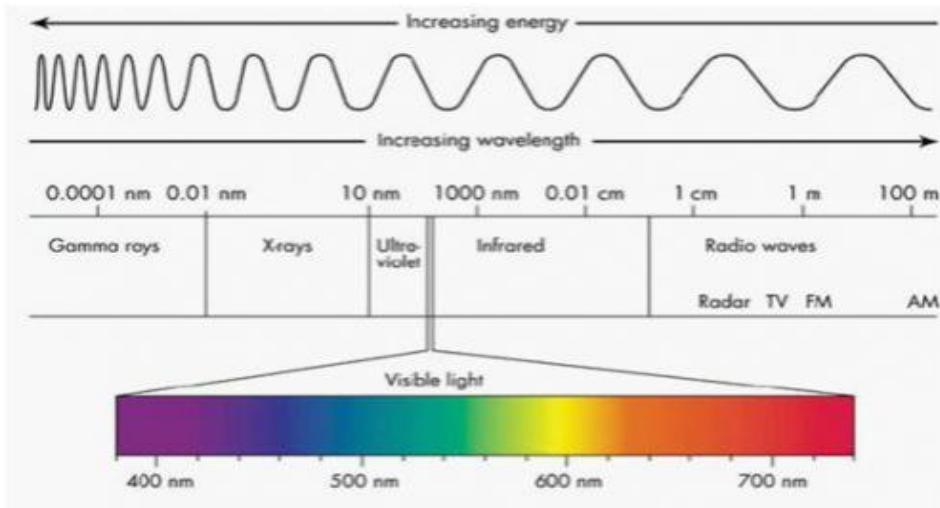 Increasing energy
Increasing wavelength
0.0001 nm 0.01 nm 10 nm 1000 nm 0.01 cm 1 cm 1 m 100 m
Gamma rays X-rays Ultra-violet Infrared Radio waves
Radar TV FM AM
Visible light
400 nm 500 nm 600 nm 700 nm